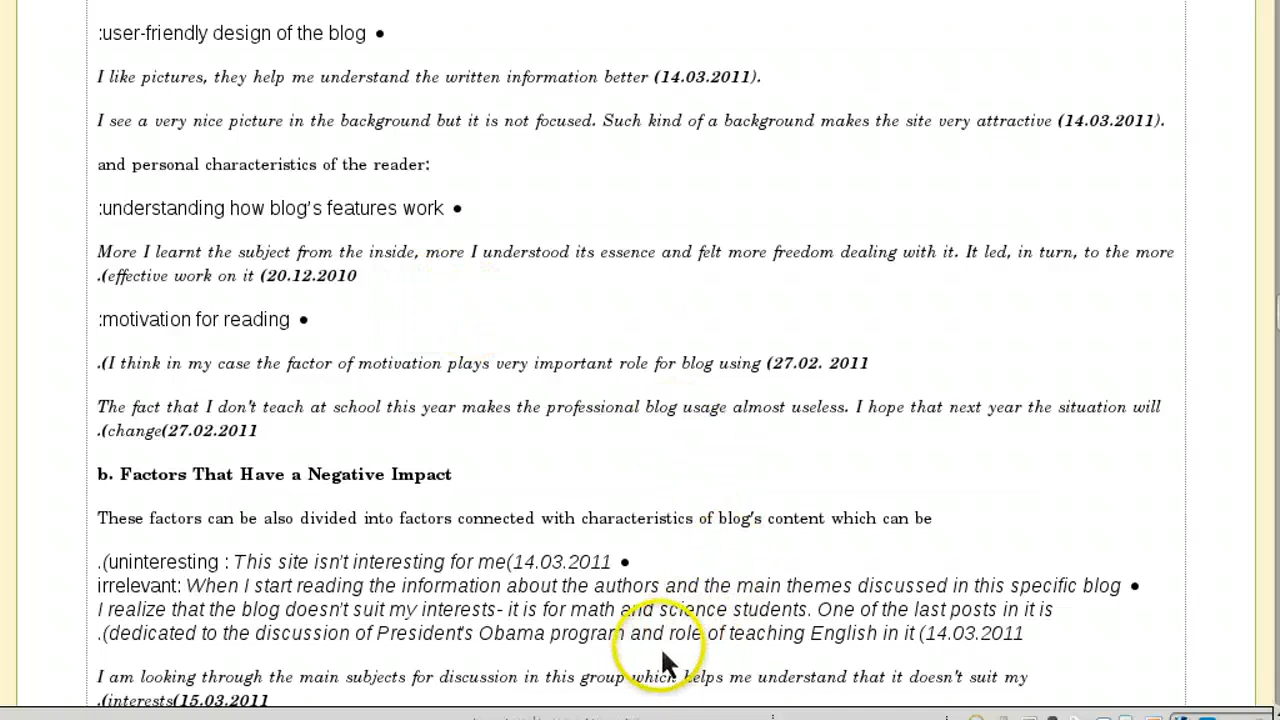 :user-friendly design of the blog ●
I like pictures, they help me understand the written information better (14.03.2011).
I see a very nice picture in the background but it is not focused. Such kind of a background makes the site very attractive (14.03.2011).
and personal characteristics of the reader:
:understanding how blog's features work ●
More I learnt the subject from the inside, more I understood its essence and felt more freedom dealing with it. It led, in turn, to the more
.(effective work on it (20.12.2010
:motivation for reading ●
.(I think in my case the factor of motivation plays very important role for blog using (27.02. 2011
The fact that I don't teach at school this year makes the professional blog usage almost useless. I hope that next year the situation will
.(change(27.02.2011
b. Factors That Have a Negative Impact
These factors can be also divided into factors connected with characteristics of blog's content which can be
.(uninteresting : This site isn't interesting for me(14.03.2011 ●
irrelevant: When I start reading the information about the authors and the main themes discussed in this specific blog ●
I realize that the blog doesn't suit my interests- it is for math and science students. One of the last posts in it is
.(dedicated to the discussion of President's Obama program and role of teaching English in it (14.03.2011
I am looking through the main subjects for discussion in this group which helps me understand that it doesn't suit my
.(interests(15.03.2011